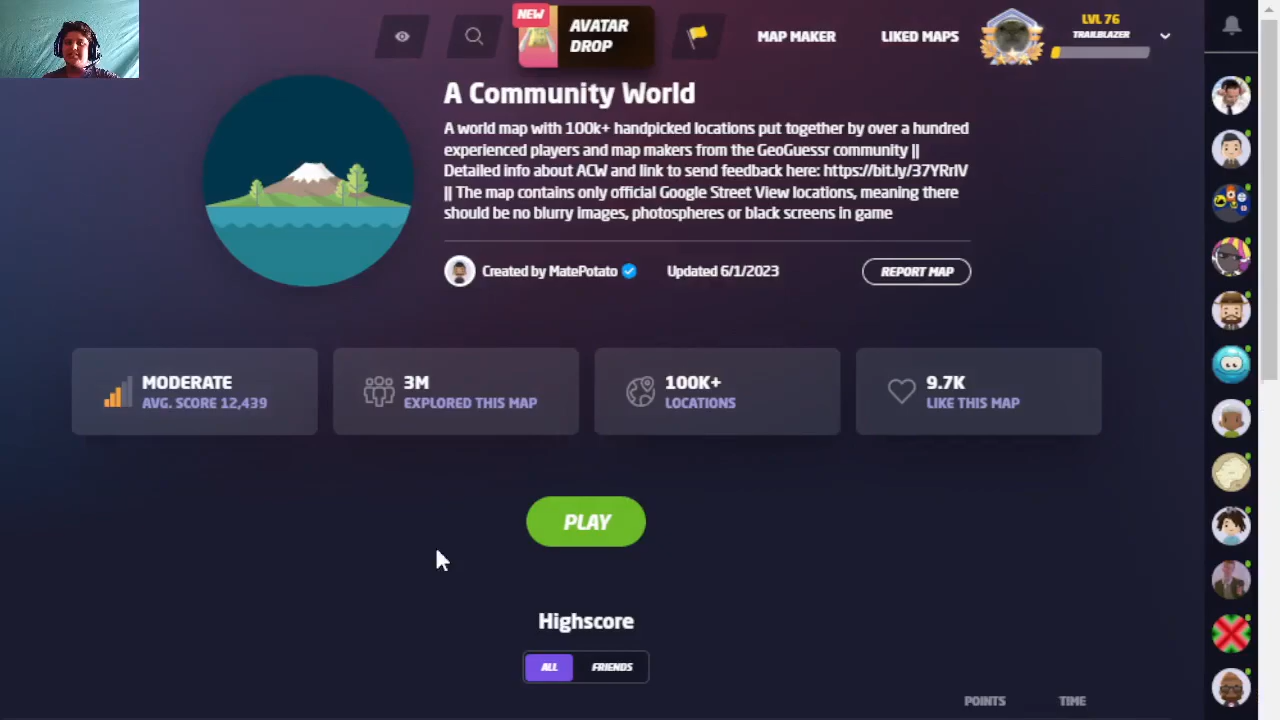 NEW
AVATAR
DROP
MAP MAKER
LIKED MAPS
LVL 76
TRAILBLAZER
A Community World
A world map with 100k+ handpicked locations put together by over a hundred
experienced players and map makers from the GeoGuessr community ||
Detailed info about ACW and link to send feedback here: https://bit.ly/37YRrIV
|| The map contains only official Google Street View locations, meaning there
should be no blurry images, photospheres or black screens in game
Created by MatePotato
Updated 6/1/2023
REPORT MAP
MODERATE
AVG. SCORE 12,439
3M
EXPLORED THIS MAP
100K+
LOCATIONS
9.7K
LIKE THIS MAP
PLAY
Highscore
ALL
FRIENDS
POINTS
TIME